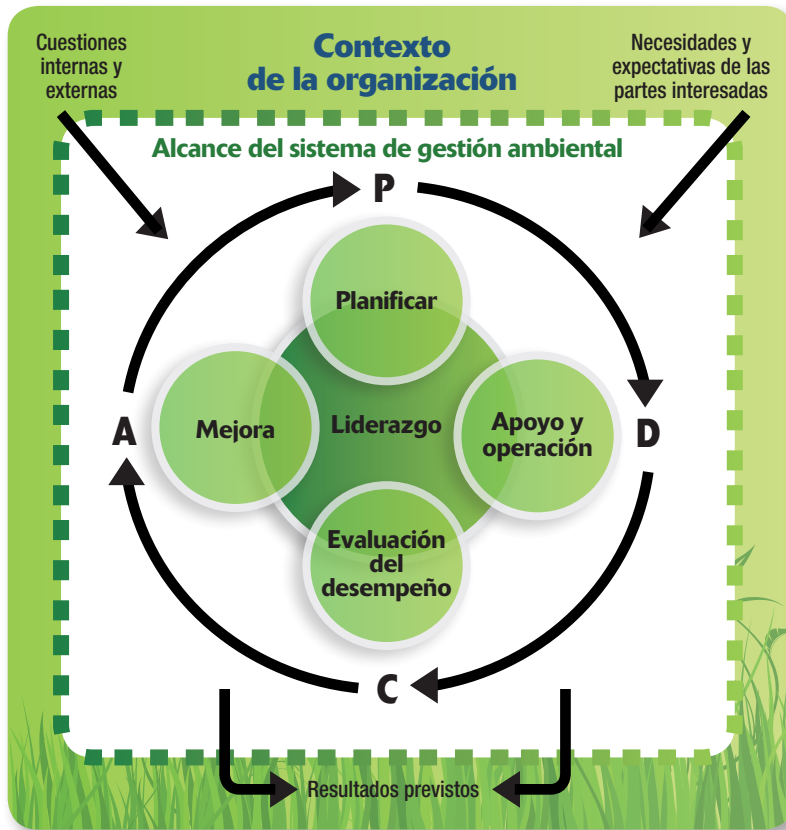 Cuestiones
internas y
externas
Contexto
de la organización
Necesidades y
expectativas de las
partes interesadas
Alcance del sistema de gestión ambiental
P
Planificar
A
Mejora
Liderazgo
Apoyo y
operación
D
Evaluación
del
desempeño
C
Resultados previstos